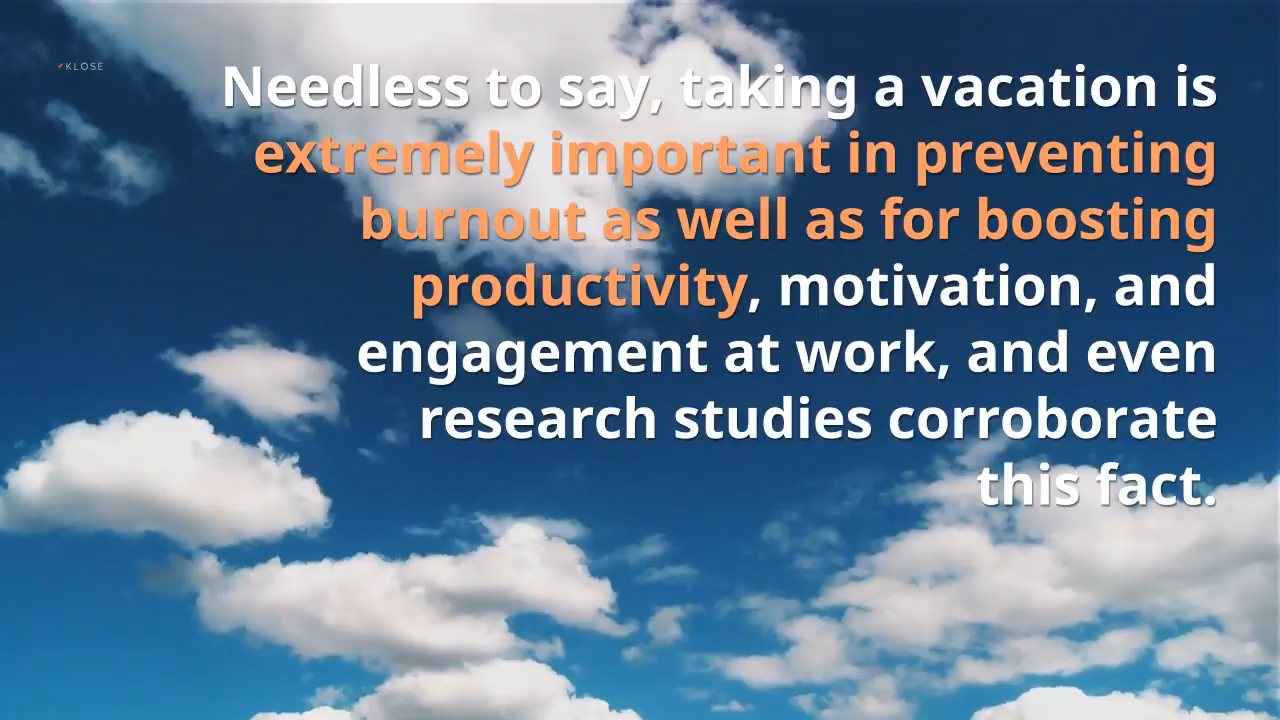 KLOSE
Needless to say, taking a vacation is
extremely important in preventing
burnout as well as for boosting
productivity, motivation, and
engagement at work, and even
research studies corroborate
this fact.